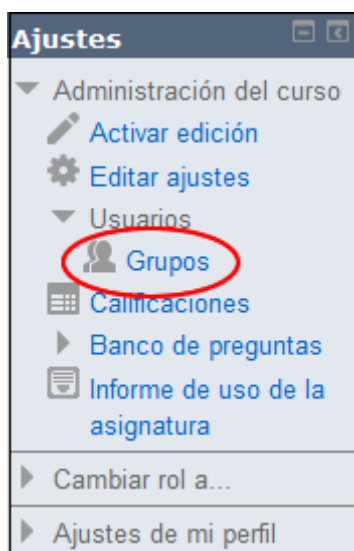 Ajustes
Administración del curso
Activar edición
Editar ajustes
Usuarios
Grupos
Calificaciones
Banco de preguntas
Informe de uso de la
asignatura
Cambiar rol a...
Ajustes de mi perfil